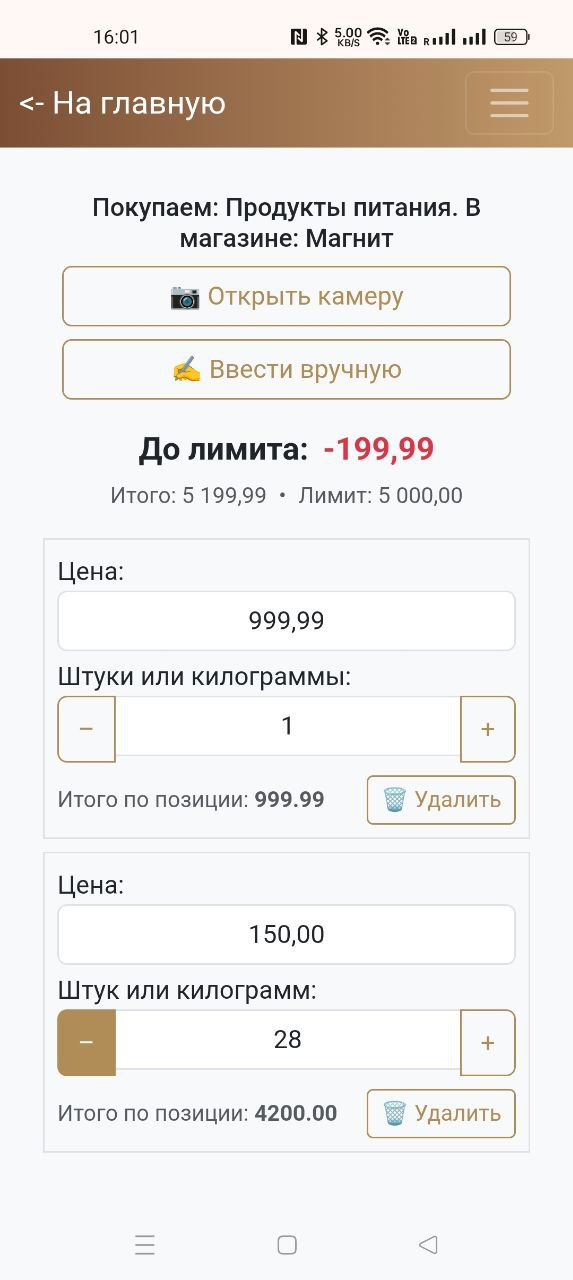 16:01
5.00
KB/S
Vo
LTE2
R
59
<- На главную
Покупаем: Продукты питания. В
магазине: Магнит
Открыть камеру
Ввести вручную
До лимита: -199,99
Итого: 5 199,99 • Лимит: 5 000,00
Цена:
999,99
Штуки или килограммы:
− 1 +
Итого по позиции: 999.99
Удалить
Цена:
150,00
Штук или килограмм:
− 28 +
Итого по позиции: 4200.00
Удалить